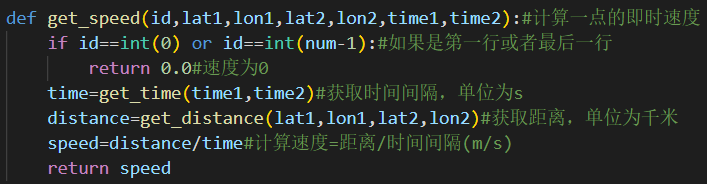 def get_speed(id,lat1,lon1,lat2,lon2,time1,time2):#计算一点的即时速度
    if id==int(0) or id==int(num-1):#如果是第一行或者最后一行
        return 0.0#速度为0
    time=get_time(time1,time2)#获取时间间隔，单位为s
    distance=get_distance(lat1,lon1,lat2,lon2)#获取距离，单位为千米
    speed=distance/time#计算速度=距离/时间间隔(m/s)
    return speed